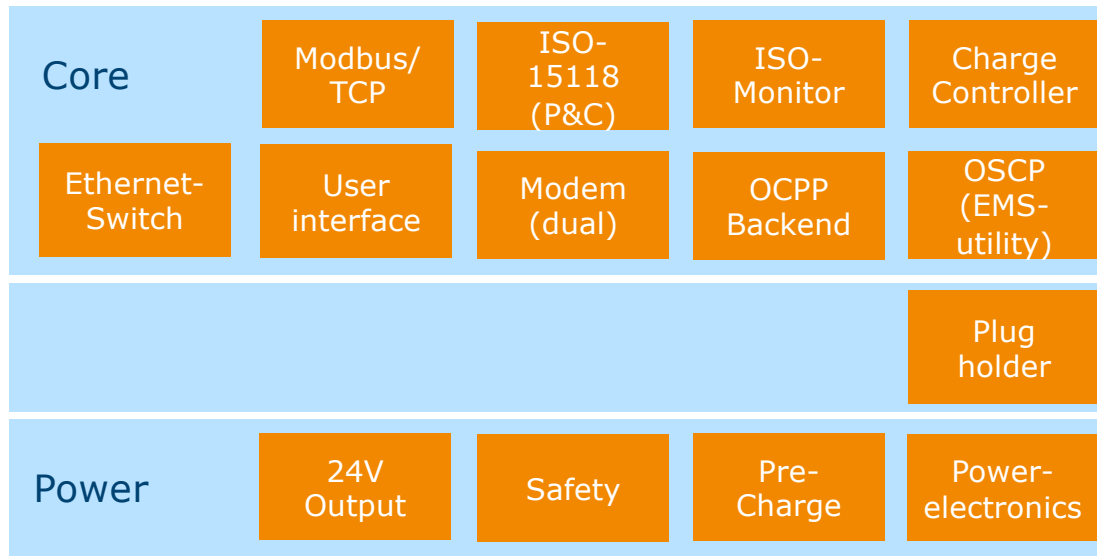 Core
Modbus/
TCP
ISO-
15118
(P&C)
ISO-
Monitor
Charge
Controller
Ethernet-
Switch
User
interface
Modem
(dual)
OCPP
Backend
OSCP
(EMS-
utility)
Plug
holder
Power
24V
Output
Safety
Pre-
Charge
Power-
electronics